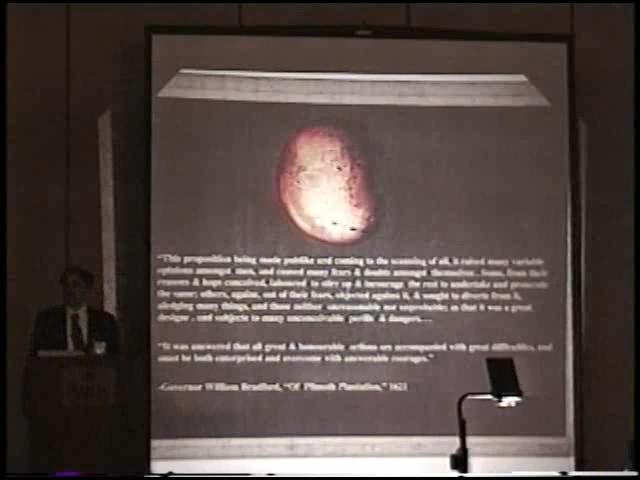 "This proposition being made publike and coming to the scanning of all, it raised many variable
opinions amongst men, and caused many fears & doubts amongst themselves. Some, from their
reasons & hops conceived, laboured to stirr up & incourage the rest to undertake and prosecute
the same; others, againe, out of their fears, objected against it, & sought to diverte from it,
aledging many things, and those neither unreasonable nor unprobable; as that it was a great
designe, and subjecte to many unconceivable perills & dangers....
"It was answered that all great & honourable actions are accompanied with great difficulties, and
must be both enterprised and overcome with answerable courages."
-Governor William Bradford, "Of Plimoth Plantation," 1621